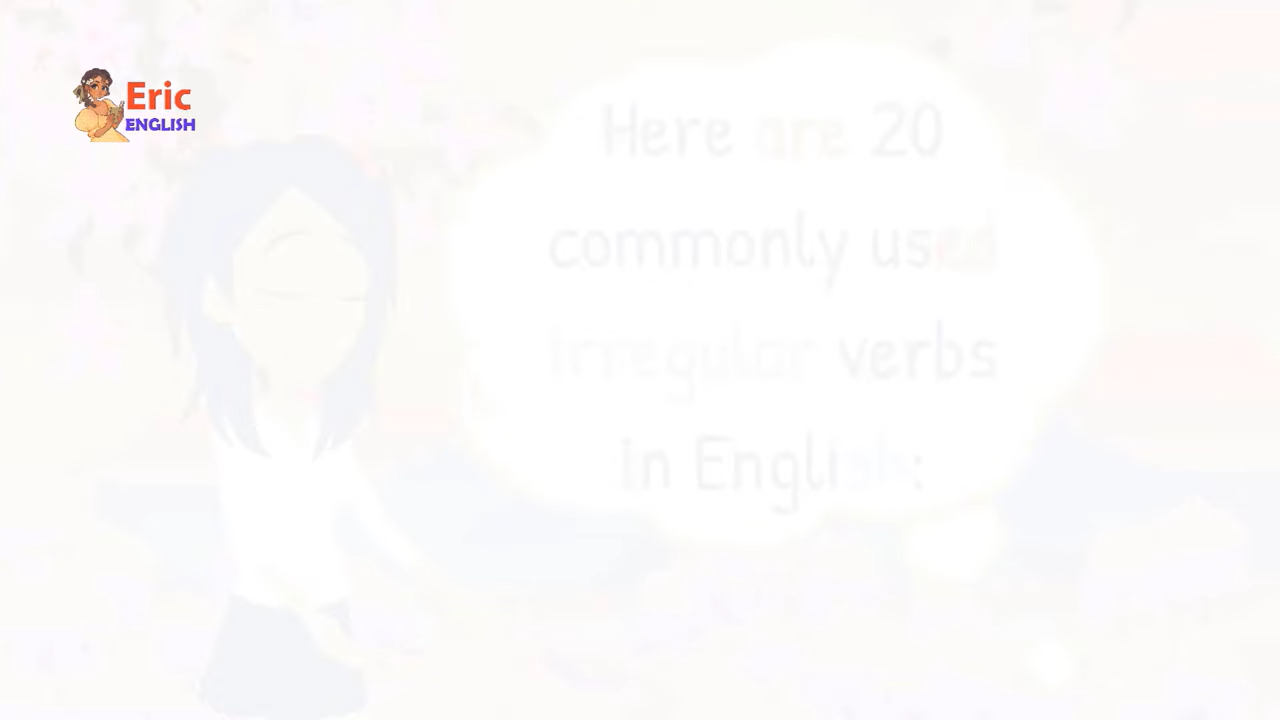 Eric
ENGLISH
Here are 20
commonly used
irregular verbs
in English: